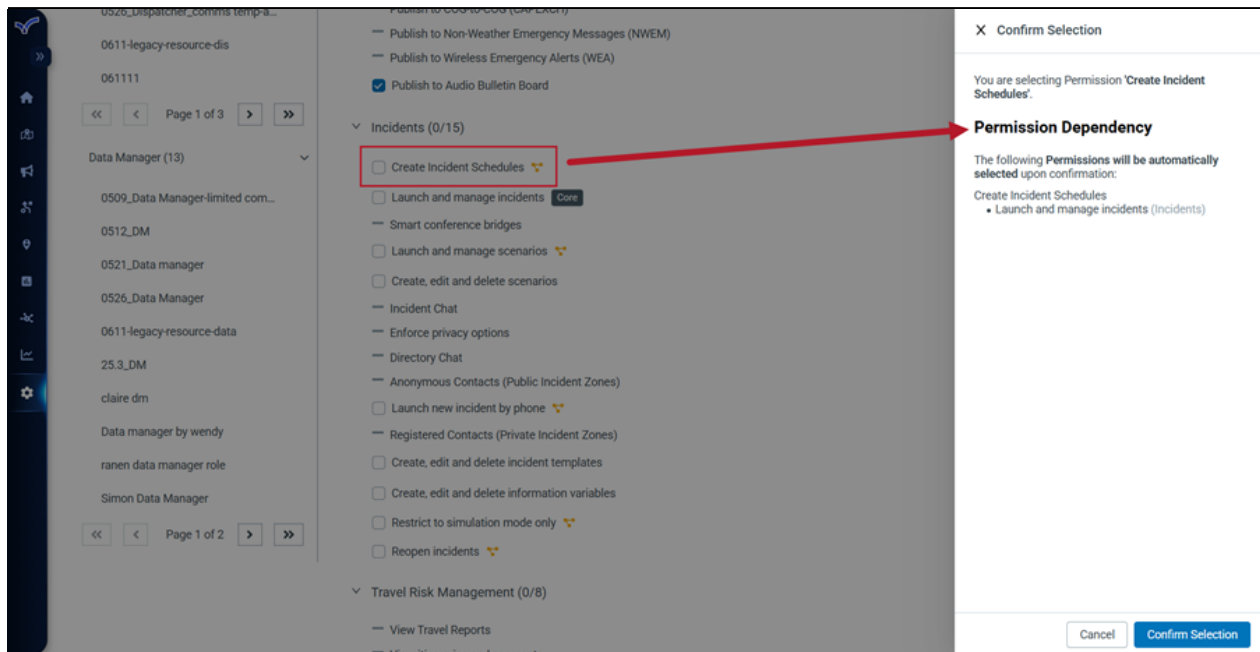 0526_Dispatcher_comms temp-a...
0611-legacy-resource-dis
061111
Page 1 of 3
Data Manager (13)
0509_Data Manager-limited com...
0512_DM
0521_Data manager
0526_Data Manager
0611-legacy-resource-data
25.3_DM
claire dm
Data manager by wendy
ranen data manager role
Simon Data Manager
Page 1 of 2
Publish to COG-to-COG (CAPEXCH)
Publish to Non-Weather Emergency Messages (NWEM)
Publish to Wireless Emergency Alerts (WEA)
Publish to Audio Bulletin Board
Incidents (0/15)
Create Incident Schedules
Launch and manage incidents Core
Smart conference bridges
Launch and manage scenarios
Create, edit and delete scenarios
Incident Chat
Enforce privacy options
Directory Chat
Anonymous Contacts (Public Incident Zones)
Launch new incident by phone
Registered Contacts (Private Incident Zones)
Create, edit and delete incident templates
Create, edit and delete information variables
Restrict to simulation mode only
Reopen incidents
Travel Risk Management (0/8)
View Travel Reports
X Confirm Selection
You are selecting Permission 'Create Incident
Schedules'.
Permission Dependency
The following Permissions will be automatically
selected upon confirmation:
Create Incident Schedules
• Launch and manage incidents (Incidents)
Cancel
Confirm Selection